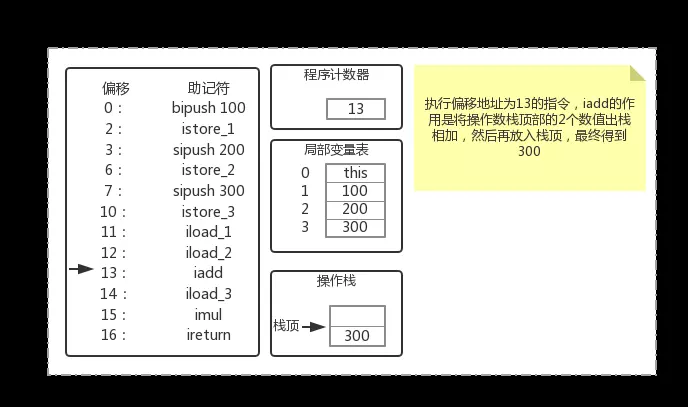 偏移 助记符
0： bipush 100
2： istore_1
3： sipush 200
6： istore_2
7： sipush 300
10： istore_3
11： iload_1
12： iload_2
13： iadd
14： iload_3
15： imul
16： ireturn
程序计数器
13
局部变量表
0 this
1 100
2 200
3 300
操作栈
栈顶
300
执行偏移地址为13的指令，iadd的作
用是将操作数栈顶部的2个数值出栈
相加，然后再放入栈顶，最终得到
300